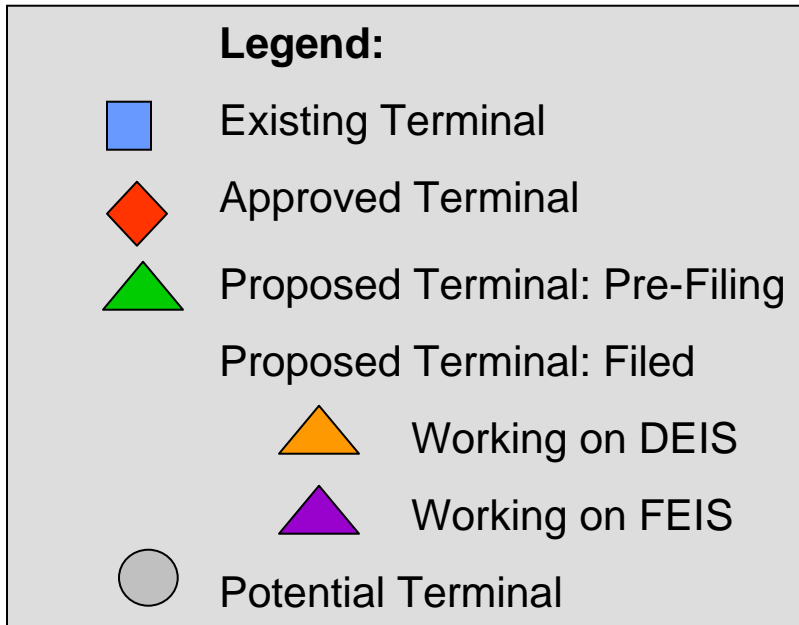 Legend:
Existing Terminal
Approved Terminal
Proposed Terminal: Pre-Filing
Proposed Terminal: Filed
Working on DEIS
Working on FEIS
Potential Terminal